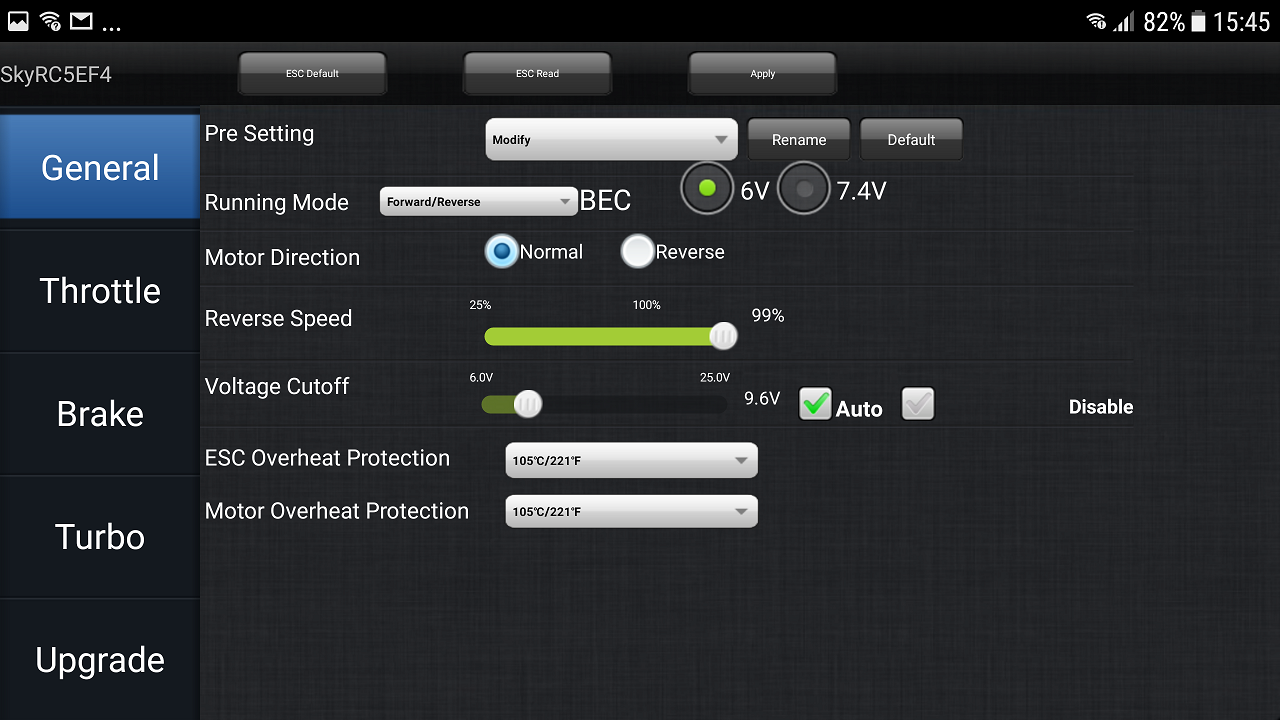 ... 82% 15:45
SkyRC5EF4 ESC Default ESC Read Apply
General
Throttle
Brake
Turbo
Upgrade
Pre Setting Modify Rename Default
Running Mode Forward/Reverse BEC 6V 7.4V
Motor Direction Normal Reverse
25% 100%
Reverse Speed 99%
6.0V 25.0V
Voltage Cutoff 9.6V Auto Disable
ESC Overheat Protection 105℃/221℉
Motor Overheat Protection 105℃/221℉